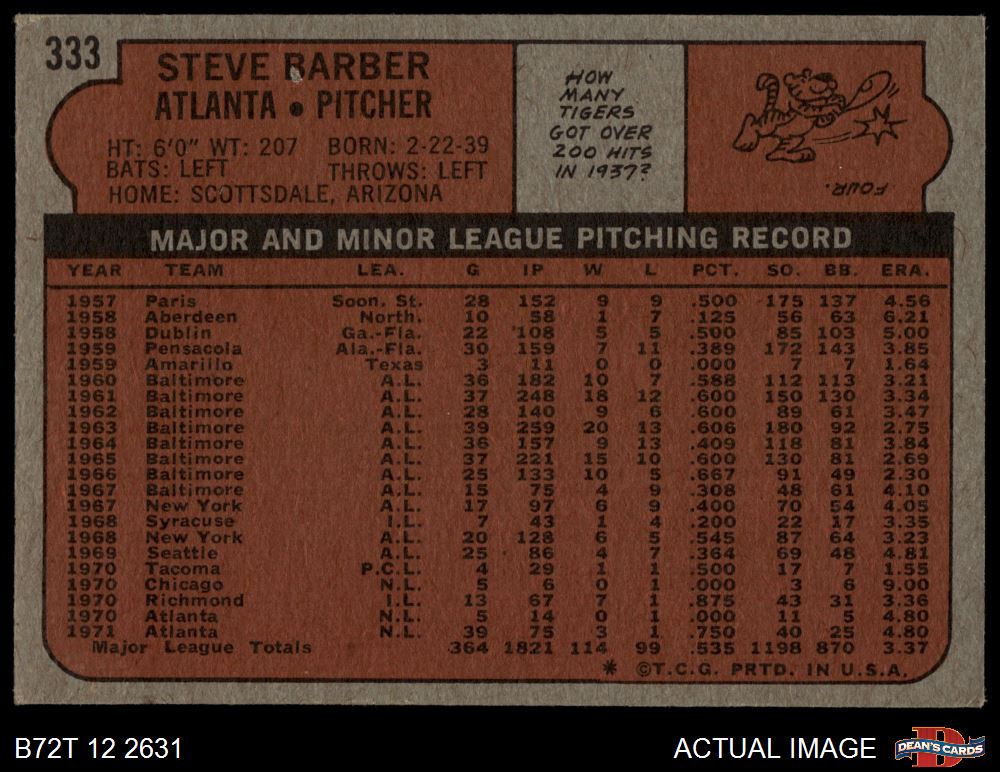 333
STEVE BARBER
ATLANTA • PITCHER
HT: 6'0" WT: 207 BORN: 2-22-39
BATS: LEFT THROWS: LEFT
HOME: SCOTTSDALE, ARIZONA
HOW
MANY
TIGERS
GOT OVER
200 HITS
IN 1937?
FOUR.
MAJOR AND MINOR LEAGUE PITCHING RECORD
YEAR TEAM LEA. G IP W L PCT. SO. BB. ERA.
1957 Paris Soon. St. 28 152 9 9 .500 175 137 4.56
1958 Aberdeen North. 10 58 1 7 .125 56 63 6.21
1958 Dublin Ga.-Fla. 22 108 5 5 .500 85 103 5.00
1959 Pensacola Ala.-Fla. 30 159 7 11 .389 172 143 3.85
1959 Amarillo Texas 3 11 0 0 .000 7 7 1.64
1960 Baltimore A.L. 36 182 10 7 .588 112 113 3.21
1961 Baltimore A.L. 37 248 18 12 .600 150 130 3.34
1962 Baltimore A.L. 28 140 9 6 .600 89 61 3.47
1963 Baltimore A.L. 39 259 20 13 .606 180 92 2.75
1964 Baltimore A.L. 36 157 9 13 .409 118 81 3.84
1965 Baltimore A.L. 37 221 15 10 .600 130 81 2.69
1966 Baltimore A.L. 25 133 10 5 .667 91 49 2.30
1967 Baltimore A.L. 15 75 4 9 .308 48 61 4.10
1967 New York A.L. 17 97 6 9 .400 70 54 4.05
1968 Syracuse I.L. 7 43 1 4 .200 22 17 3.35
1968 New York A.L. 20 128 6 5 .545 87 64 3.23
1969 Seattle A.L. 25 86 4 7 .364 69 48 4.81
1970 Tacoma P.C.L. 4 29 1 1 .500 17 7 1.55
1970 Chicago N.L. 5 6 0 1 .000 3 6 9.00
1970 Richmond I.L. 13 67 7 1 .875 43 31 3.36
1970 Atlanta N.L. 5 14 0 1 .000 11 5 4.80
1971 Atlanta N.L. 39 75 3 1 .750 40 25 4.80
Major League Totals 364 1821 114 99 .535 1198 870 3.37
* ©T.C.G. PRTD. IN U.S.A.
B72T 12 2631
ACTUAL IMAGE
D
DEAN'S CARDS